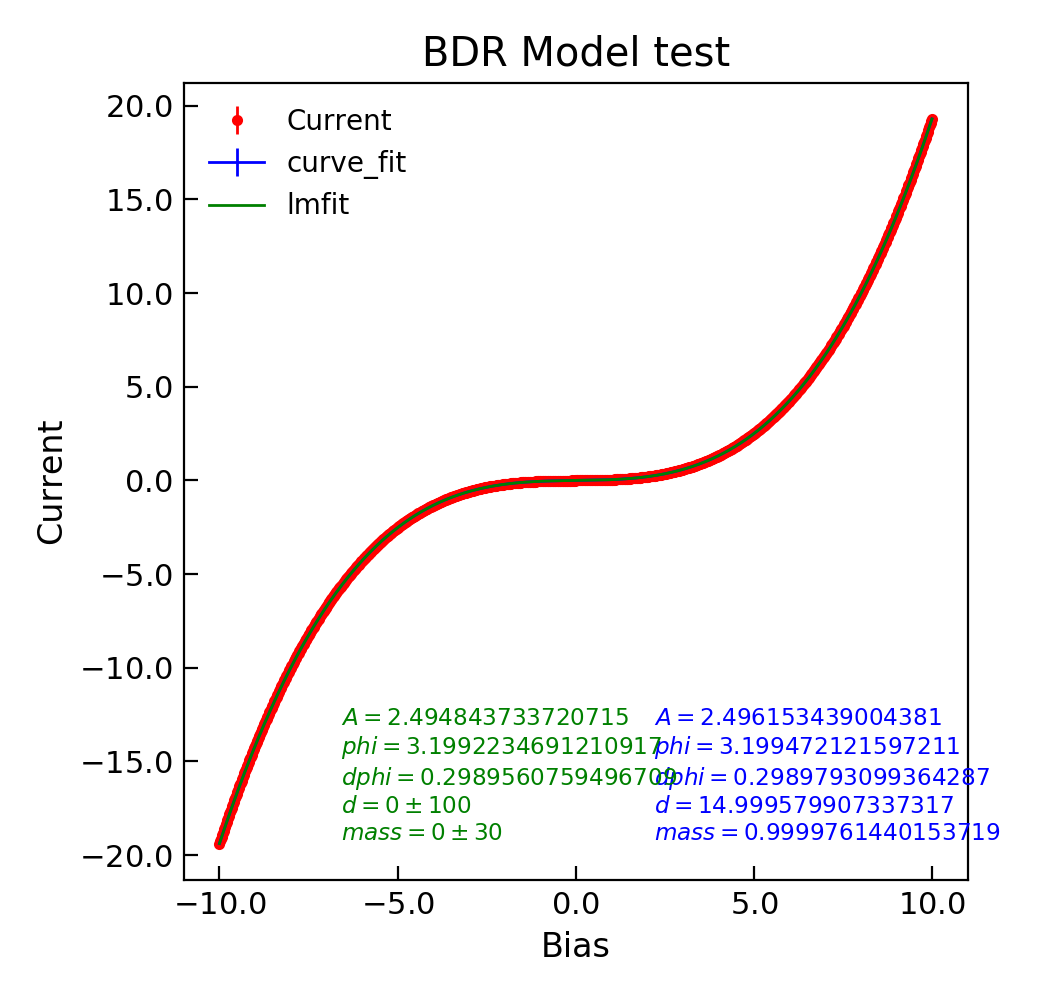 BDR Model test
Current
curve_fit
lmfit
20.0
15.0
10.0
5.0
0.0
−5.0
−10.0
−15.0
−20.0
Current
A = 2.494843733720715
phi = 3.1992234691210917
dphi = 0.2989560759496709
d = 0 ± 100
mass = 0 ± 30
A = 2.496153439004381
phi = 3.199472121597211
dphi = 0.2989793099364287
d = 14.999579907337317
mass = 0.9999761440153719
−10.0 −5.0 0.0 5.0 10.0
Bias